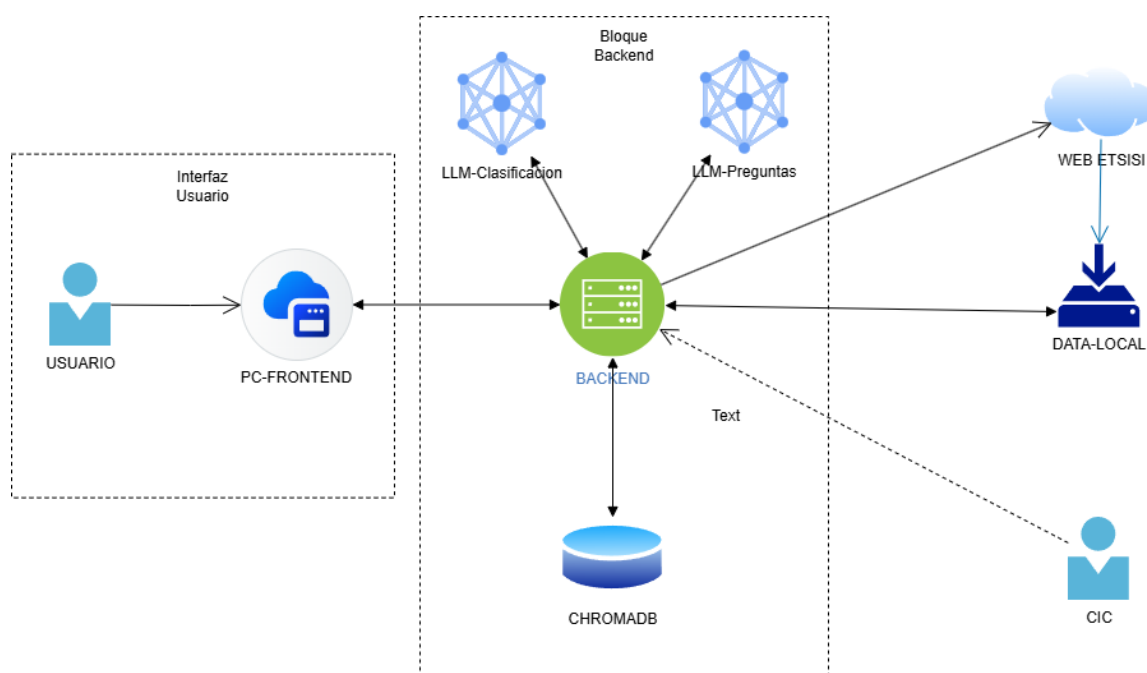 Bloque
Backend
LLM-Clasificacion
LLM-Preguntas
WEB ETSISI
Interfaz
Usuario
USUARIO
PC-FRONTEND
BACKEND
DATA-LOCAL
Text
CHROMADB
CIC